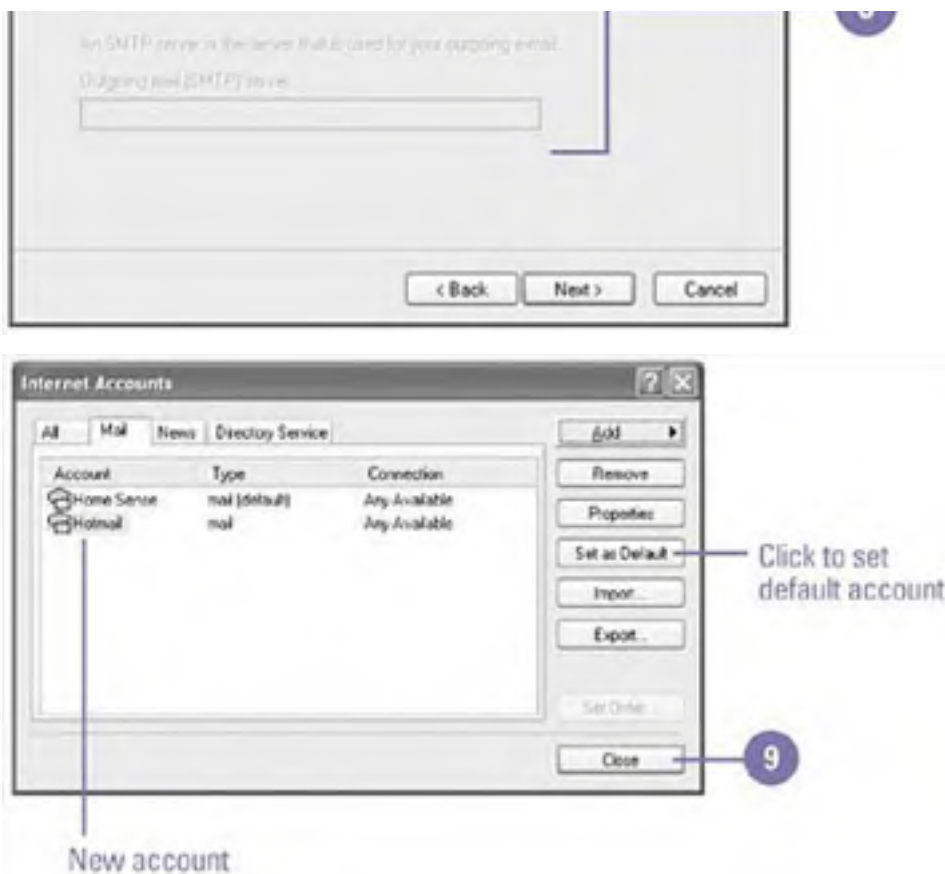 An SMTP server is the server that is used for your outgoing e-mail.
Outgoing mail (SMTP) server:
< Back
Next >
Cancel
Internet Accounts
All
Mail
News
Directory Service
Add
Account
Type
Connection
Remove
Home Sense
mail (default)
Any Available
Hotmail
mail
Any Available
Properties
Set as Default
Click to set
default account
Import...
Export...
Set Order...
Close
9
New account